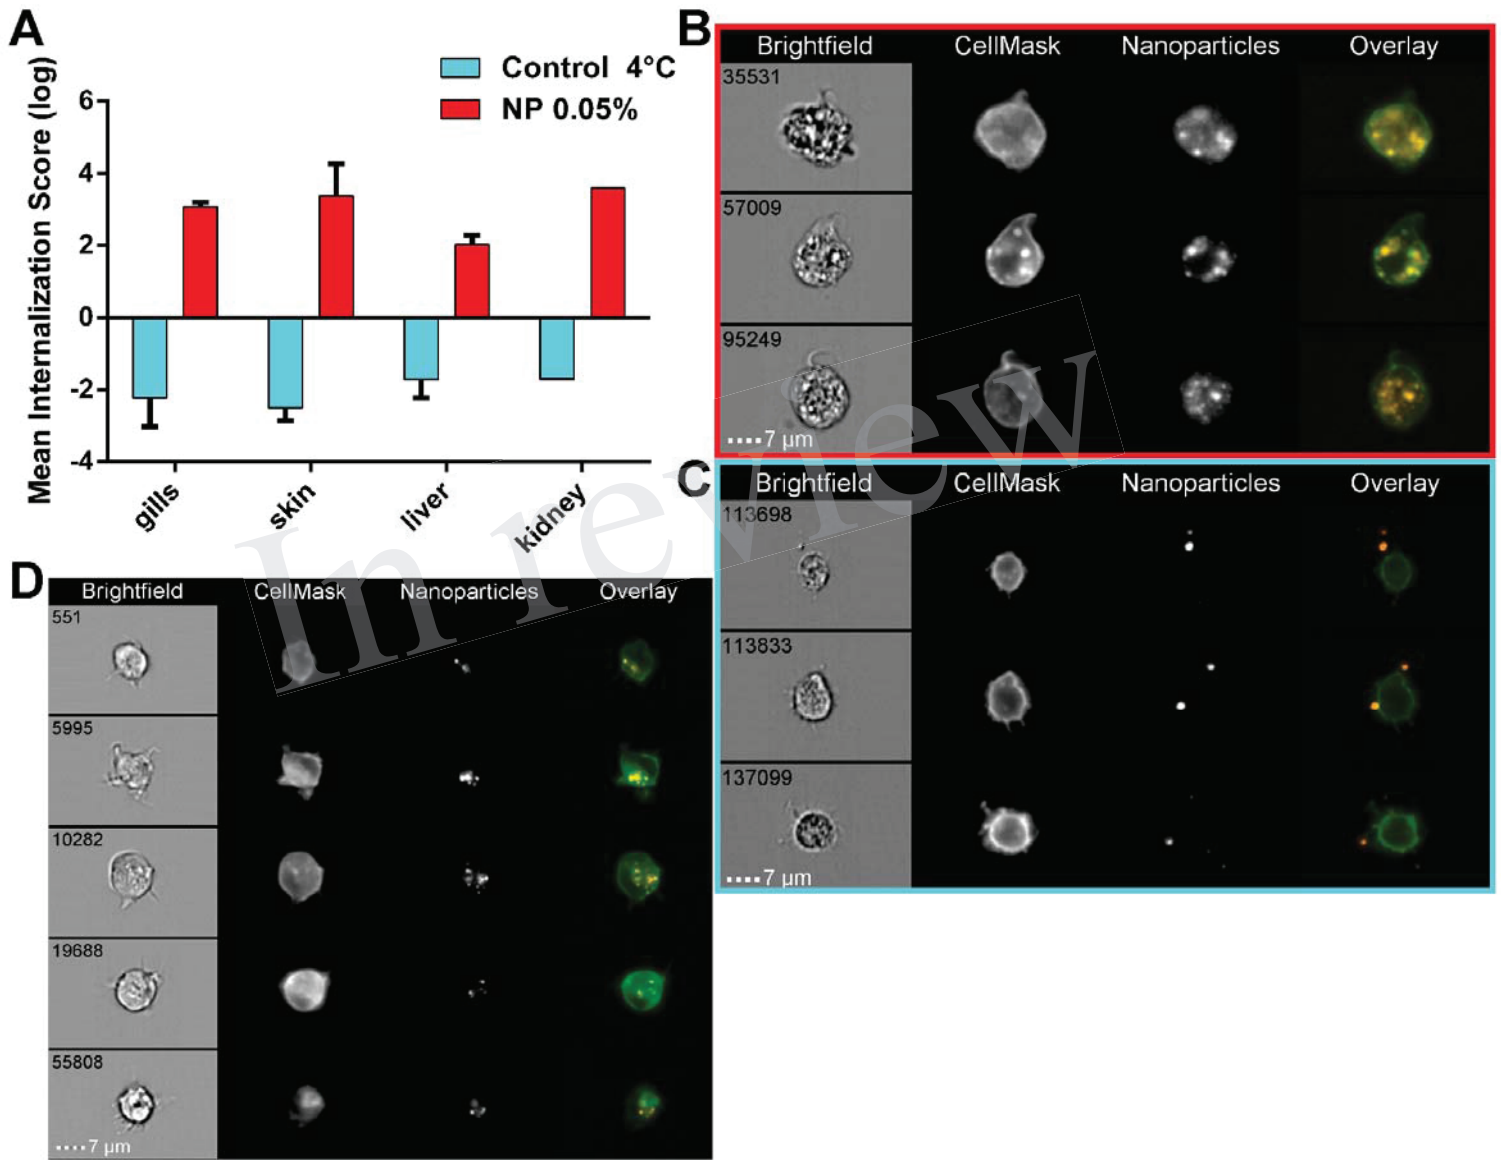 A
Mean Internalization Score (log)
Control 4°C
NP 0.05%
6
4
2
0
-2
-4
gills
skin
liver
kidney
B
Brightfield CellMask Nanoparticles Overlay
35531
57009
95249
7 µm
C
Brightfield CellMask Nanoparticles Overlay
113698
113833
137099
7 µm
D
Brightfield CellMask Nanoparticles Overlay
551
5995
10282
19688
55808
7 µm
In review